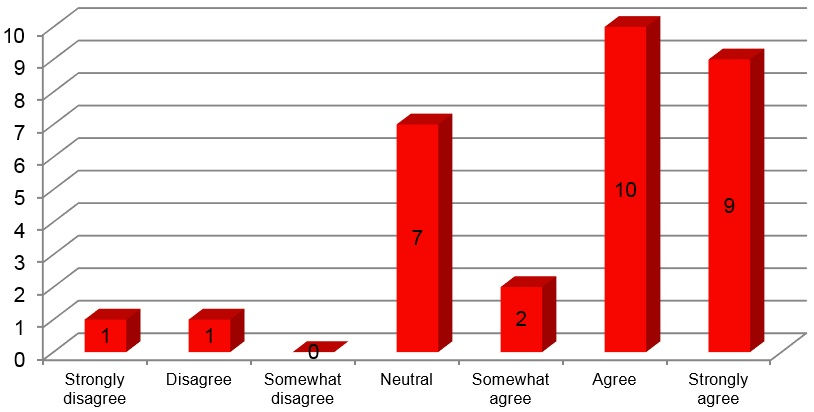 10
9
8
7
6
5
4
3
2
1
0
1
1
0
7
2
10
9
Strongly
disagree
Disagree
Somewhat
disagree
Neutral
Somewhat
agree
Agree
Strongly
agree